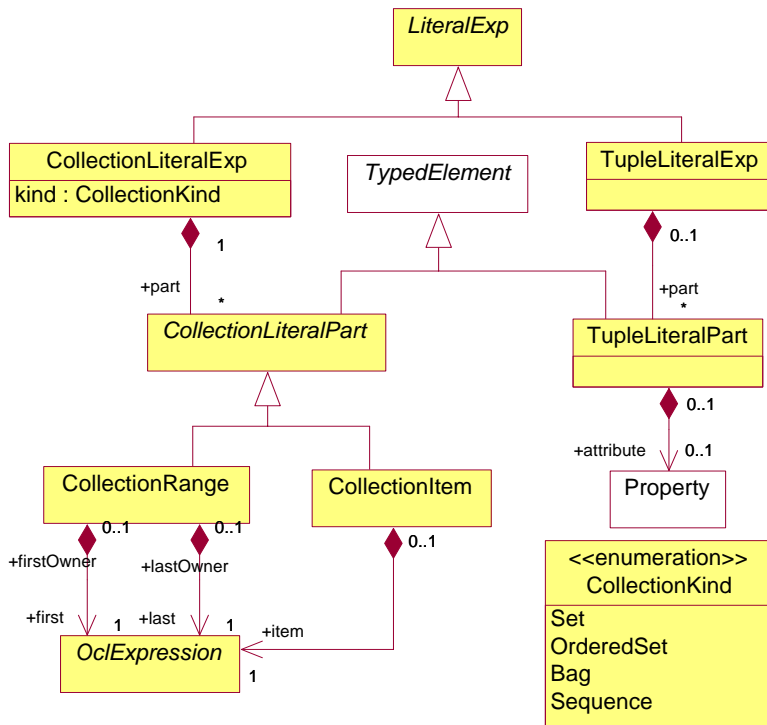 LiteralExp
CollectionLiteralExp
kind : CollectionKind
TypedElement
TupleLiteralExp
1
0..1
+part
*
+part
*
CollectionLiteralPart
TupleLiteralPart
0..1
+attribute
0..1
CollectionRange
CollectionItem
Property
0..1
0..1
0..1
+firstOwner
+lastOwner
+first
1
+last
1
+item
OclExpression
1
<<enumeration>>
CollectionKind
Set
OrderedSet
Bag
Sequence